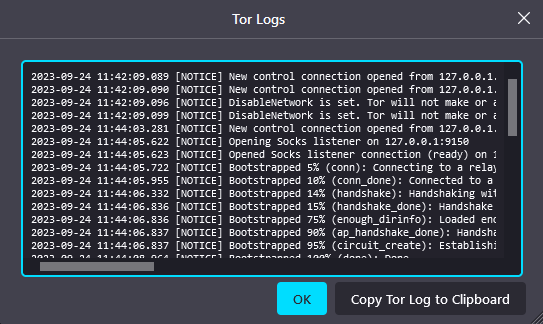 Tor Logs
2023-09-24 11:42:09.089 [NOTICE] New control connection opened from 127.0.0.1.
2023-09-24 11:42:09.090 [NOTICE] New control connection opened from 127.0.0.1.
2023-09-24 11:42:09.096 [NOTICE] DisableNetwork is set. Tor will not make or a
2023-09-24 11:42:09.099 [NOTICE] DisableNetwork is set. Tor will not make or a
2023-09-24 11:44:03.281 [NOTICE] New control connection opened from 127.0.0.1.
2023-09-24 11:44:05.622 [NOTICE] Opening Socks listener on 127.0.0.1:9150
2023-09-24 11:44:05.623 [NOTICE] Opened Socks listener connection (ready) on 1
2023-09-24 11:44:05.722 [NOTICE] Bootstrapped 5% (conn): Connecting to a relay
2023-09-24 11:44:05.955 [NOTICE] Bootstrapped 10% (conn_done): Connected to a
2023-09-24 11:44:06.332 [NOTICE] Bootstrapped 14% (handshake): Handshaking wit
2023-09-24 11:44:06.836 [NOTICE] Bootstrapped 15% (handshake_done): Handshake
2023-09-24 11:44:06.836 [NOTICE] Bootstrapped 75% (enough_dirinfo): Loaded eno
2023-09-24 11:44:06.837 [NOTICE] Bootstrapped 90% (ap_handshake_done): Handsha
2023-09-24 11:44:06.837 [NOTICE] Bootstrapped 95% (circuit_create): Establishi
2023-09-24 11:44:08.964 [NOTICE] Bootstrapped 100% (done): Done
OK
Copy Tor Log to Clipboard